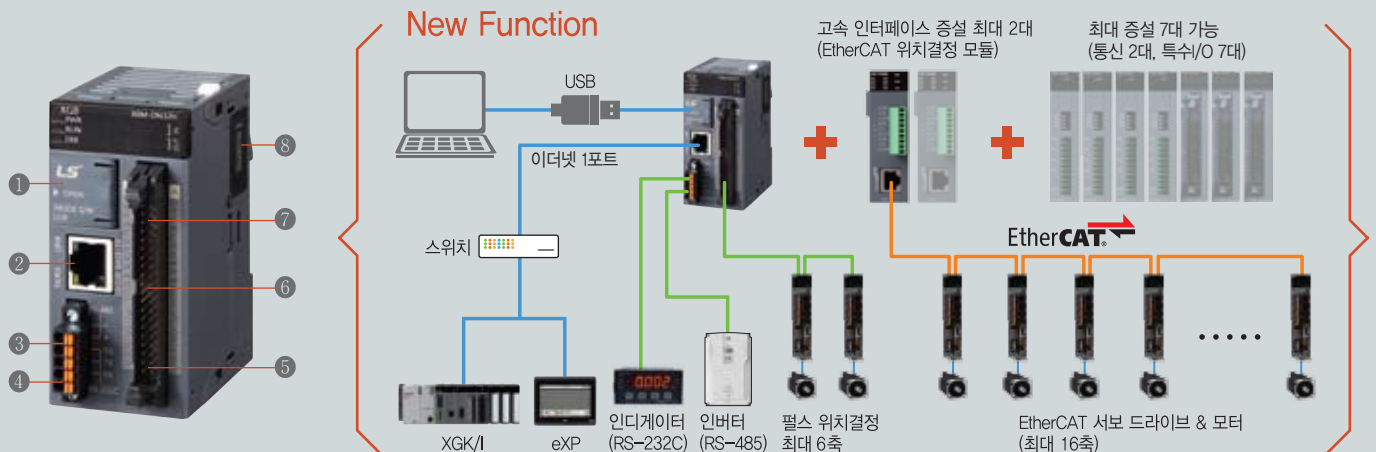 New Function
고속 인터페이스 증설 최대 2대
(EtherCAT 위치결정 모듈)
최대 증설 7대 가능
(통신 2대, 특수I/O 7대)
USB
이더넷 1포트
LS
1
2
3
4
5
6
7
8
스위치
EtherCAT®
0.002
XGK/I
eXP
인디게이터
(RS-232C)
인버터
(RS-485)
펄스 위치결정
최대 6축
EtherCAT 서보 드라이브 & 모터
(최대 16축)